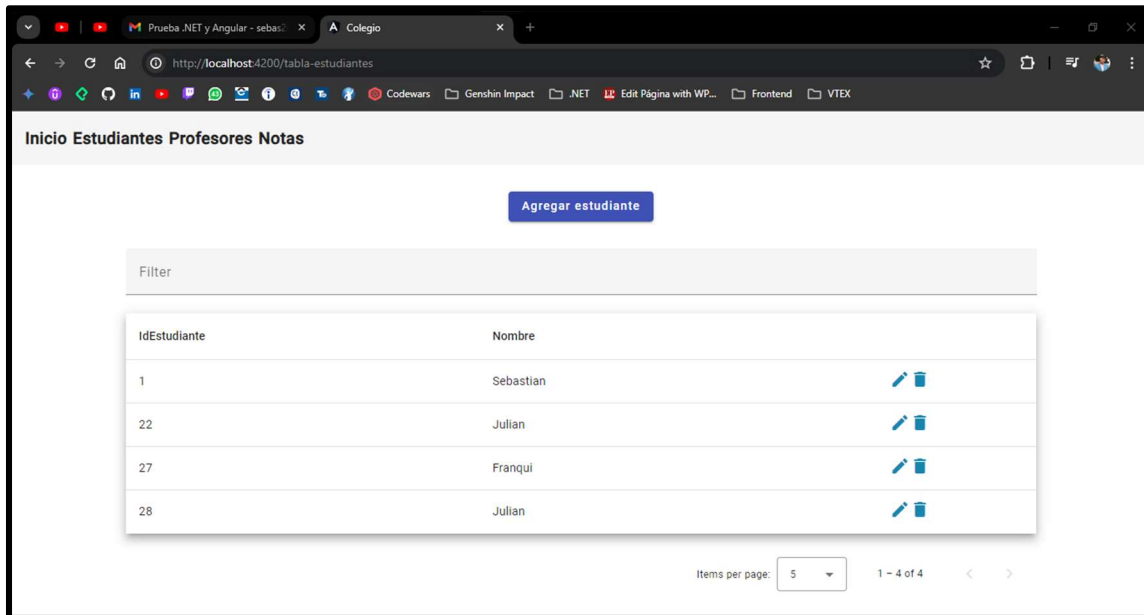 Prueba .NET y Angular - sebas2
Colegio
http://localhost:4200/tabla-estudiantes
Codewars Genshin Impact .NET Edit Página with WP... Frontend VTEX
Inicio Estudiantes Profesores Notas
Agregar estudiante
Filter
IdEstudiante Nombre
1 Sebastian
22 Julian
27 Franqui
28 Julian
Items per page: 5 1 – 4 of 4